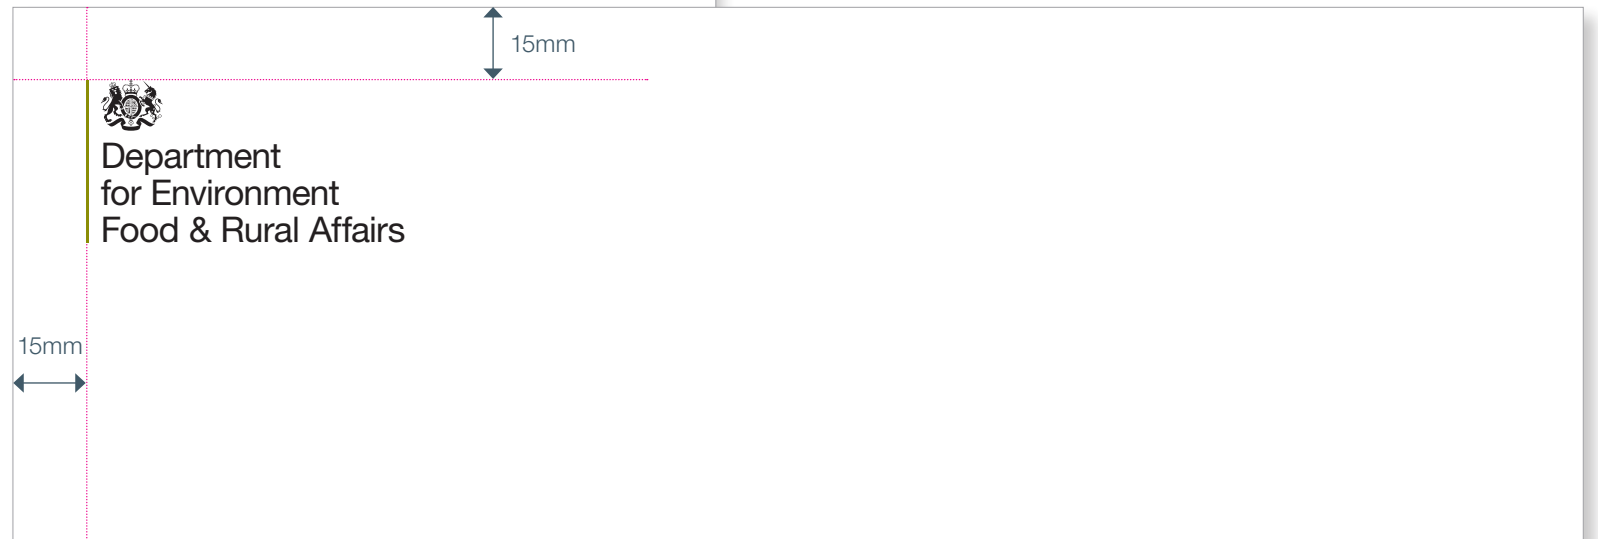 15mm
Department
for Environment
Food & Rural Affairs
15mm